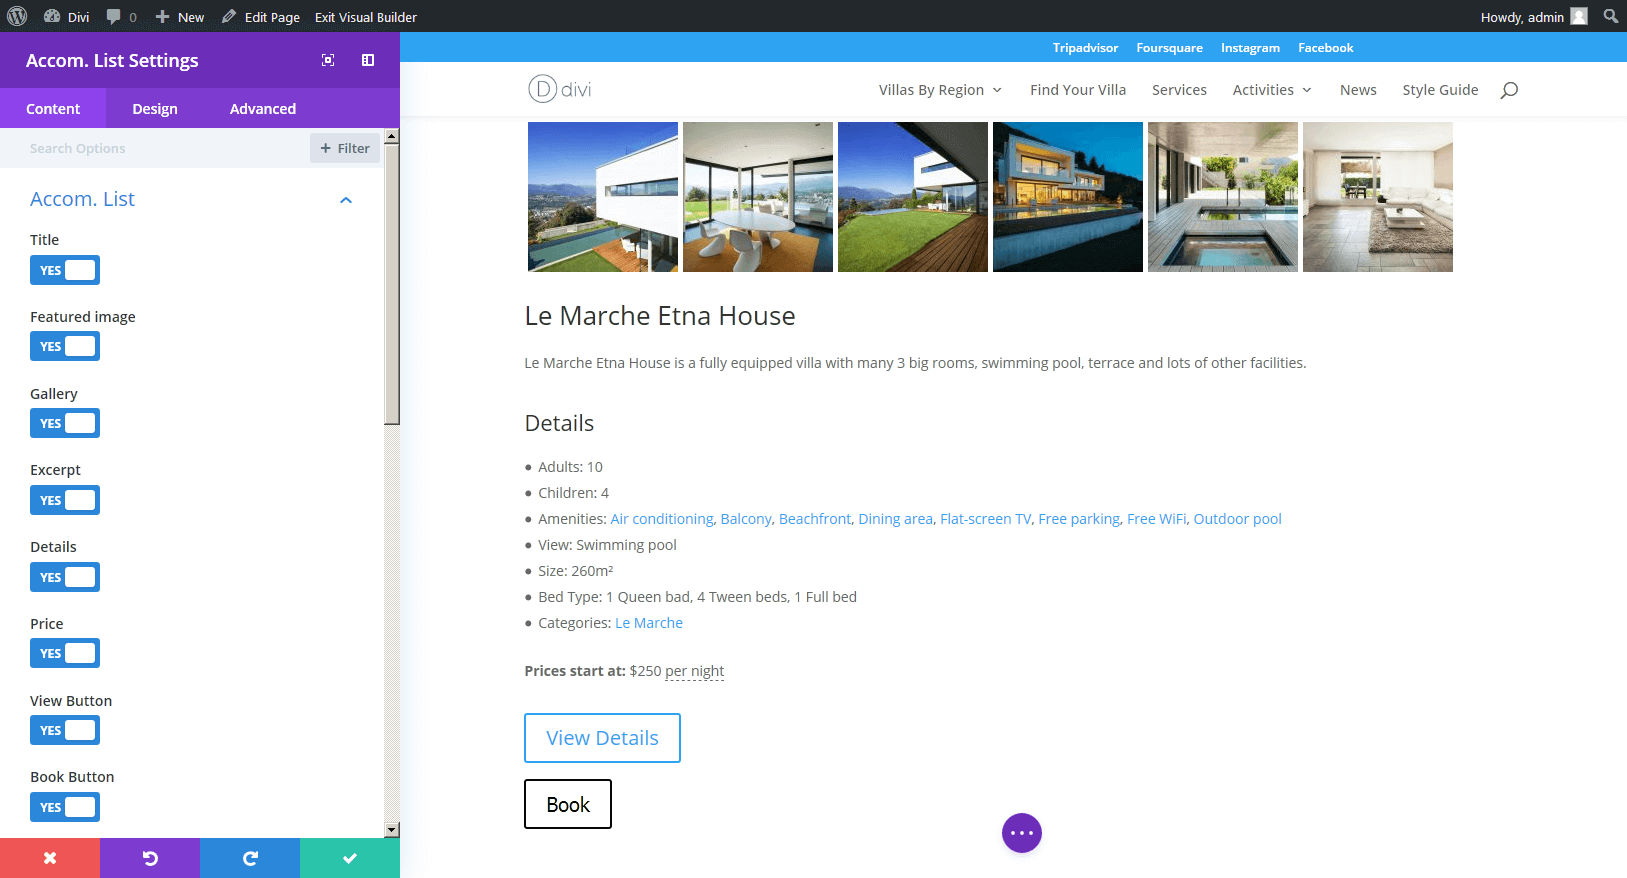 Divi 0 New Edit Page Exit Visual Builder Howdy, admin
Accom. List Settings
Content Design Advanced
Search Options + Filter
Accom. List
Title
YES
Featured image
YES
Gallery
YES
Excerpt
YES
Details
YES
Price
YES
View Button
YES
Book Button
YES
Tripadvisor Foursquare Instagram Facebook
D divi Villas By Region Find Your Villa Services Activities News Style Guide
Le Marche Etna House
Le Marche Etna House is a fully equipped villa with many 3 big rooms, swimming pool, terrace and lots of other facilities.
Details
• Adults: 10
• Children: 4
• Amenities: Air conditioning, Balcony, Beachfront, Dining area, Flat-screen TV, Free parking, Free WiFi, Outdoor pool
• View: Swimming pool
• Size: 260m²
• Bed Type: 1 Queen bad, 4 Tween beds, 1 Full bed
• Categories: Le Marche
Prices start at: $250 per night
View Details
Book